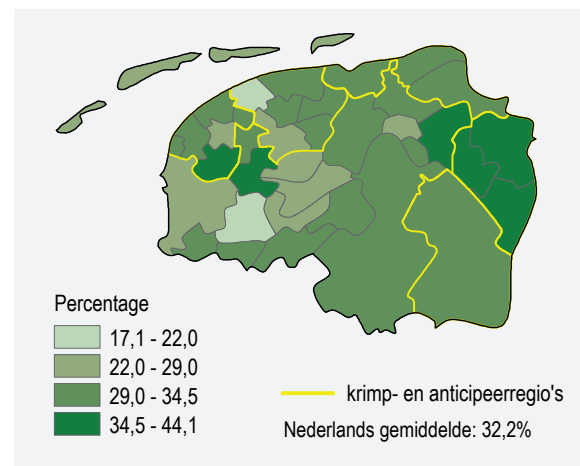 Percentage
17,1 - 22,0
22,0 - 29,0
29,0 - 34,5
34,5 - 44,1
krimp- en anticipeerregio's
Nederlands gemiddelde: 32,2%